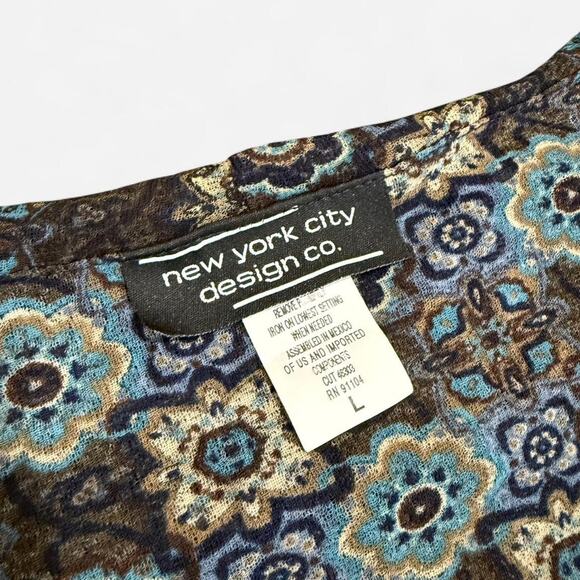 new york city
design co.
REMOVE
IRON ON LOWEST SETTING
WHEN NEEDED
ASSEMBLED IN MEXICO
OF US AND IMPORTED
COMPONENTS
CUT 46303
RN 91104
L